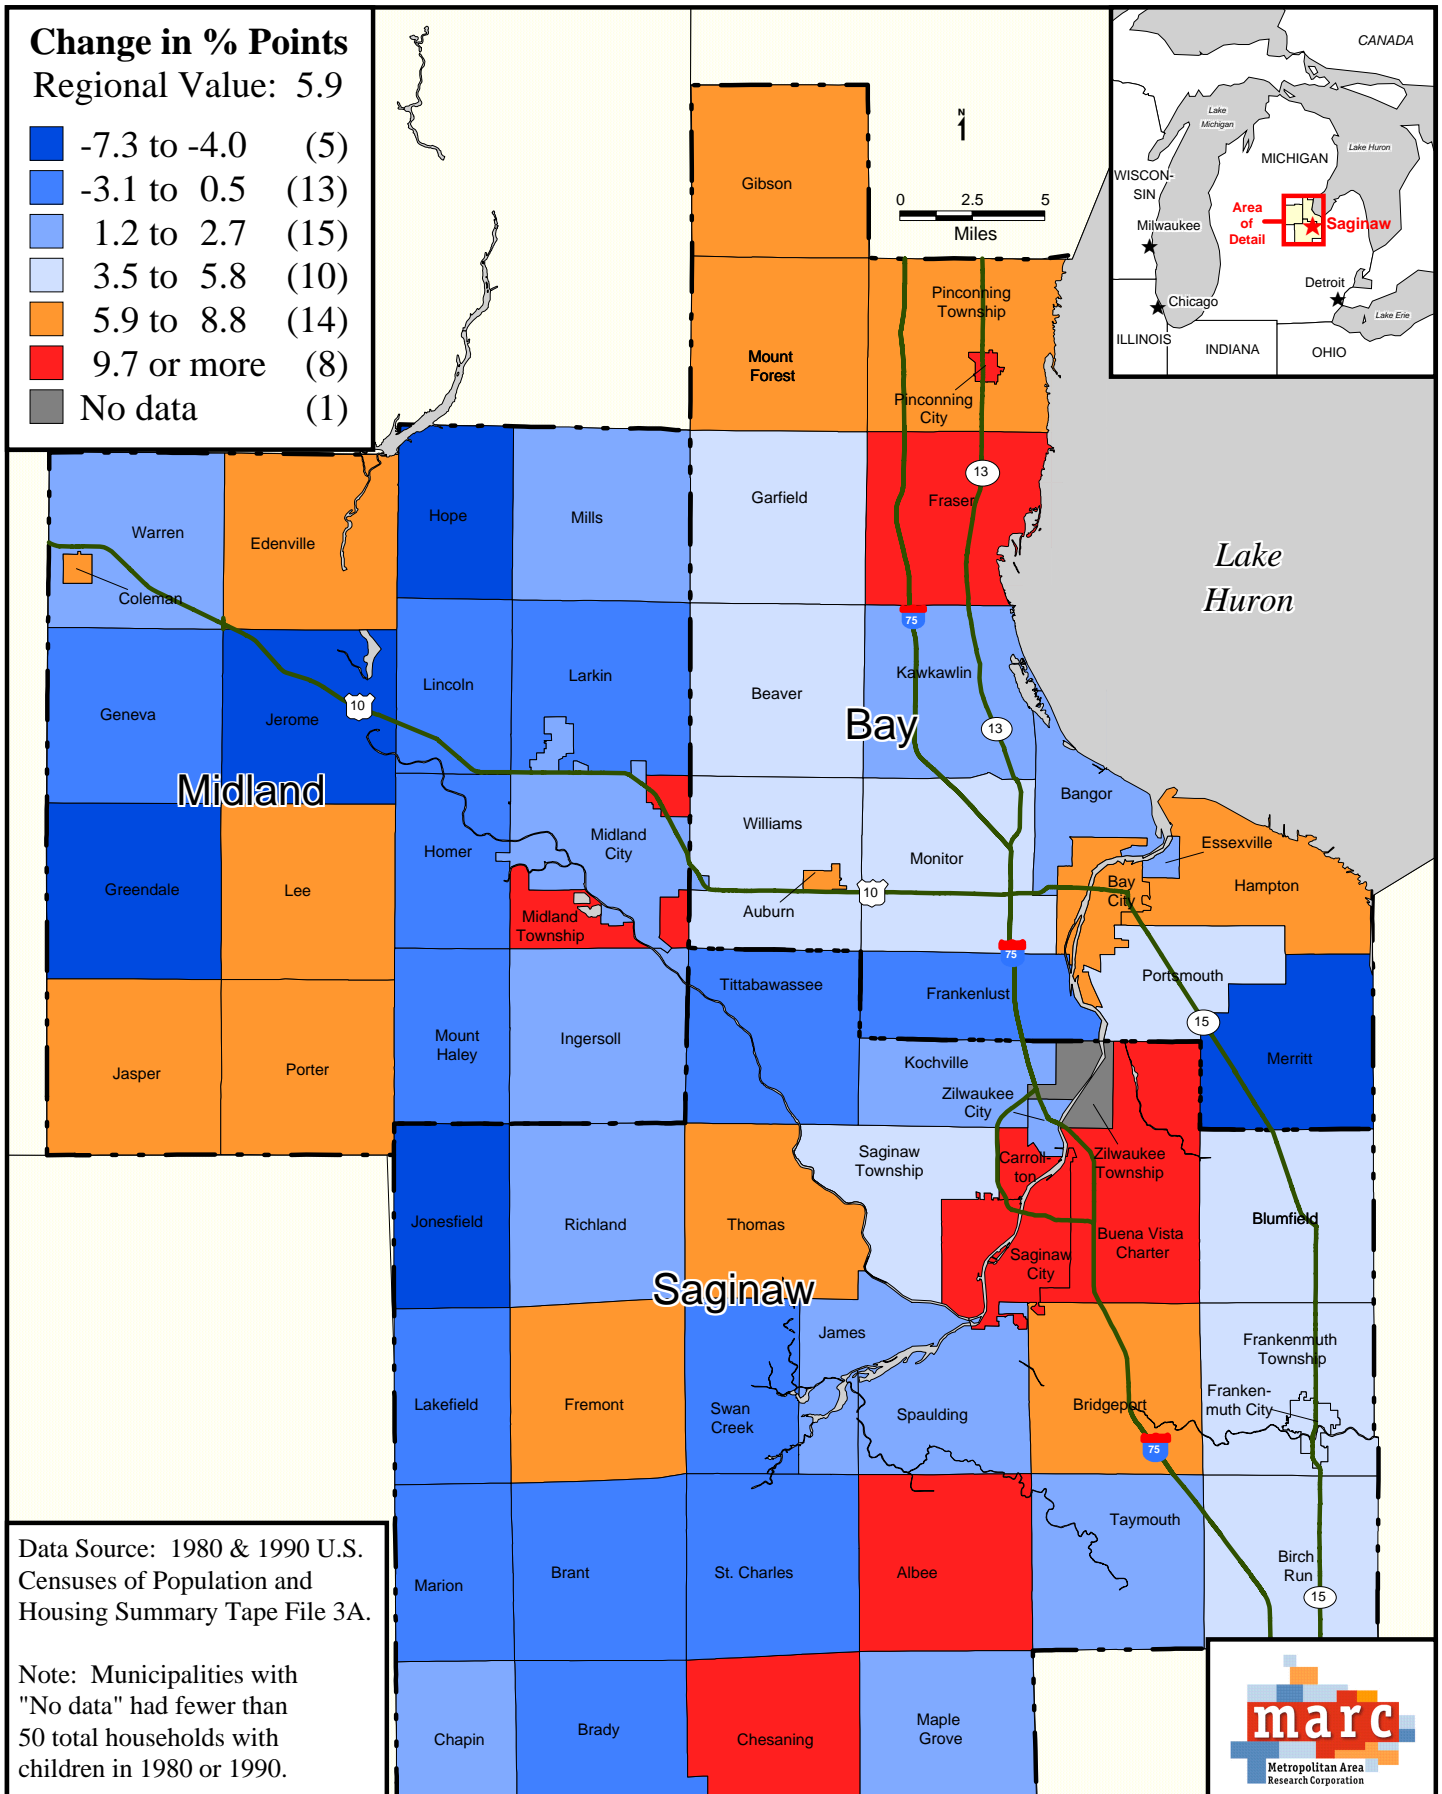 Change in % Points
Regional Value: 5.9
-7.3 to -4.0 (5)
-3.1 to 0.5 (13)
1.2 to 2.7 (15)
3.5 to 5.8 (10)
5.9 to 8.8 (14)
9.7 or more (8)
No data (1)
N
0 2.5 5
Miles
CANADA
Lake
Michigan
Lake Huron
MICHIGAN
WISCON-
SIN
Area
of
Detail
Saginaw
Milwaukee
Detroit
Chicago
Lake Erie
ILLINOIS
INDIANA
OHIO
Gibson
Pinconning
Township
Mount
Forest
Pinconning
City
13
Garfield
Fraser
Hope
Mills
Warren
Edenville
Coleman
Lake
Huron
75
Kawkawlin
Larkin
Lincoln
Beaver
Geneva
Jerome
10
Bay
13
Midland
Bangor
Williams
Midland
City
Homer
Monitor
Essexville
Greendale
Lee
Bay
City
Hampton
10
Auburn
Midland
Township
75
Tittabawassee
Frankenlust
Portsmouth
15
Mount
Haley
Ingersoll
Merritt
Kochville
Jasper
Porter
Zilwaukee
City
Saginaw
Township
Carroll-
ton
Zilwaukee
Township
Jonesfield
Richland
Thomas
Blumfield
Buena Vista
Charter
Saginaw
City
Saginaw
James
Frankenmuth
Township
Lakefield
Fremont
Swan
Creek
Spaulding
Bridgeport
Franken-
muth City
75
Taymouth
Birch
Run
Marion
Brant
St. Charles
Albee
15
Chapin
Brady
Chesaning
Maple
Grove
Data Source: 1980 & 1990 U.S.
Censuses of Population and
Housing Summary Tape File 3A.
Note: Municipalities with
"No data" had fewer than
50 total households with
children in 1980 or 1990.
marc
Metropolitan Area
Research Corporation